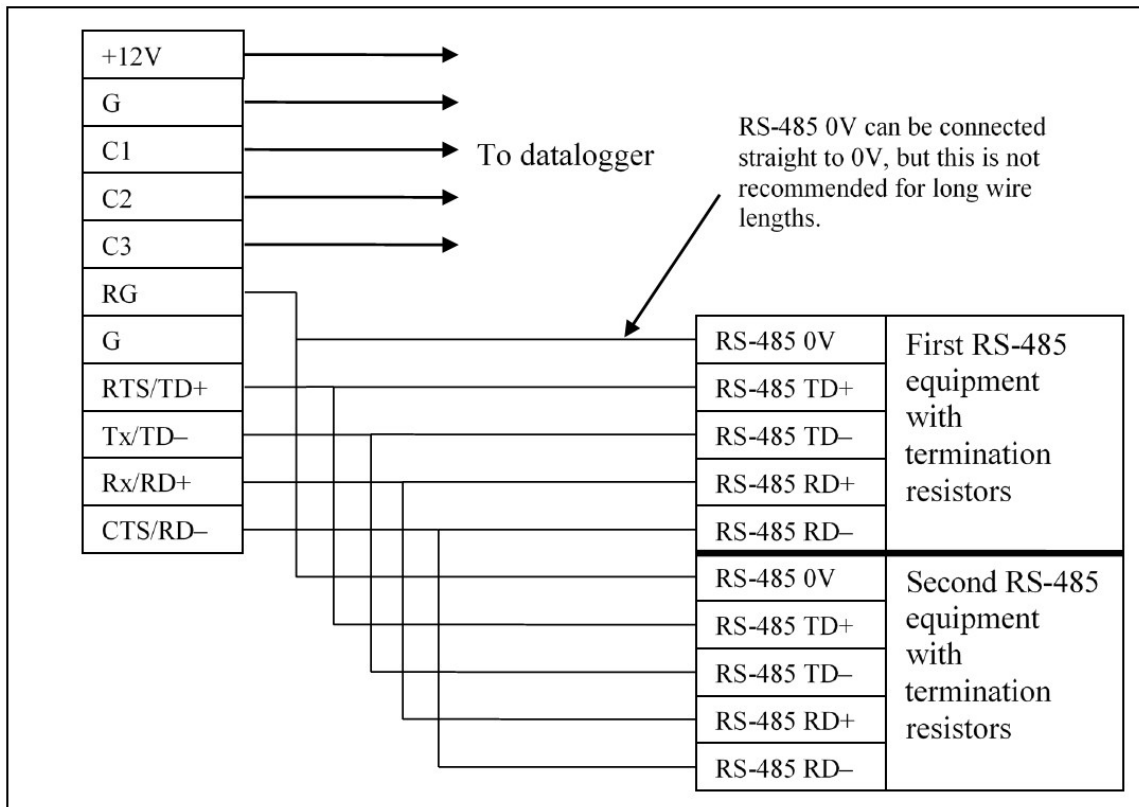 +12V
G
C1
C2
C3
RG
G
RTS/TD+
Tx/TD–
Rx/RD+
CTS/RD–
To datalogger
RS-485 0V can be connected
straight to 0V, but this is not
recommended for long wire
lengths.
RS-485 0V
RS-485 TD+
RS-485 TD–
RS-485 RD+
RS-485 RD–
First RS-485
equipment
with
termination
resistors
RS-485 0V
RS-485 TD+
RS-485 TD–
RS-485 RD+
RS-485 RD–
Second RS-485
equipment
with
termination
resistors